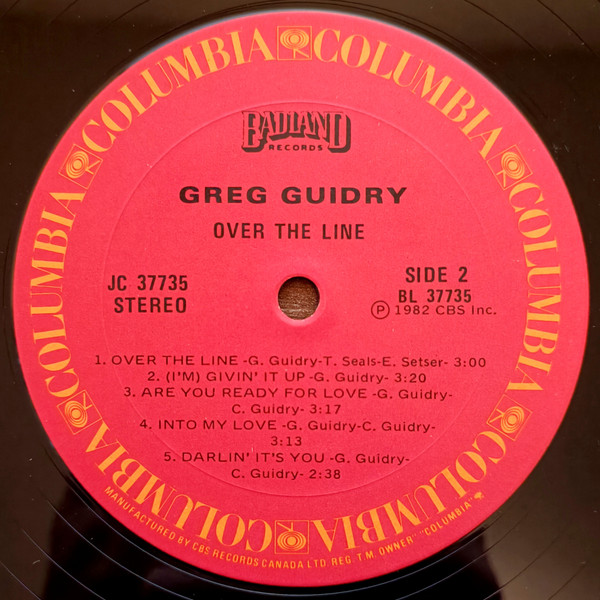 COLUMBIA COLUMBIA COLUMBIA COLUMBIA COLUMBIA COLUMBIA COLUMBIA COLUMBIA
BADLAND
RECORDS
GREG GUIDRY
OVER THE LINE
JC 37735
STEREO
SIDE 2
BL 37735
Ⓟ 1982 CBS Inc.
1. OVER THE LINE -G. Guidry-T. Seals-E. Setser- 3:00
2. (I'M) GIVIN' IT UP -G. Guidry- 3:20
3. ARE YOU READY FOR LOVE -G. Guidry-
C. Guidry- 3:17
4. INTO MY LOVE -G. Guidry-C. Guidry-
3:13
5. DARLIN' IT'S YOU -G. Guidry-
C. Guidry- 2:38
MANUFACTURED BY CBS RECORDS CANADA LTD. REG. T.M. OWNER "COLUMBIA"